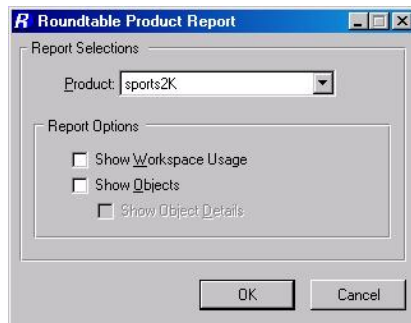 R Roundtable Product Report
Report Selections
Product: sports2K
Report Options
Show Workspace Usage
Show Objects
Show Object Details
OK Cancel